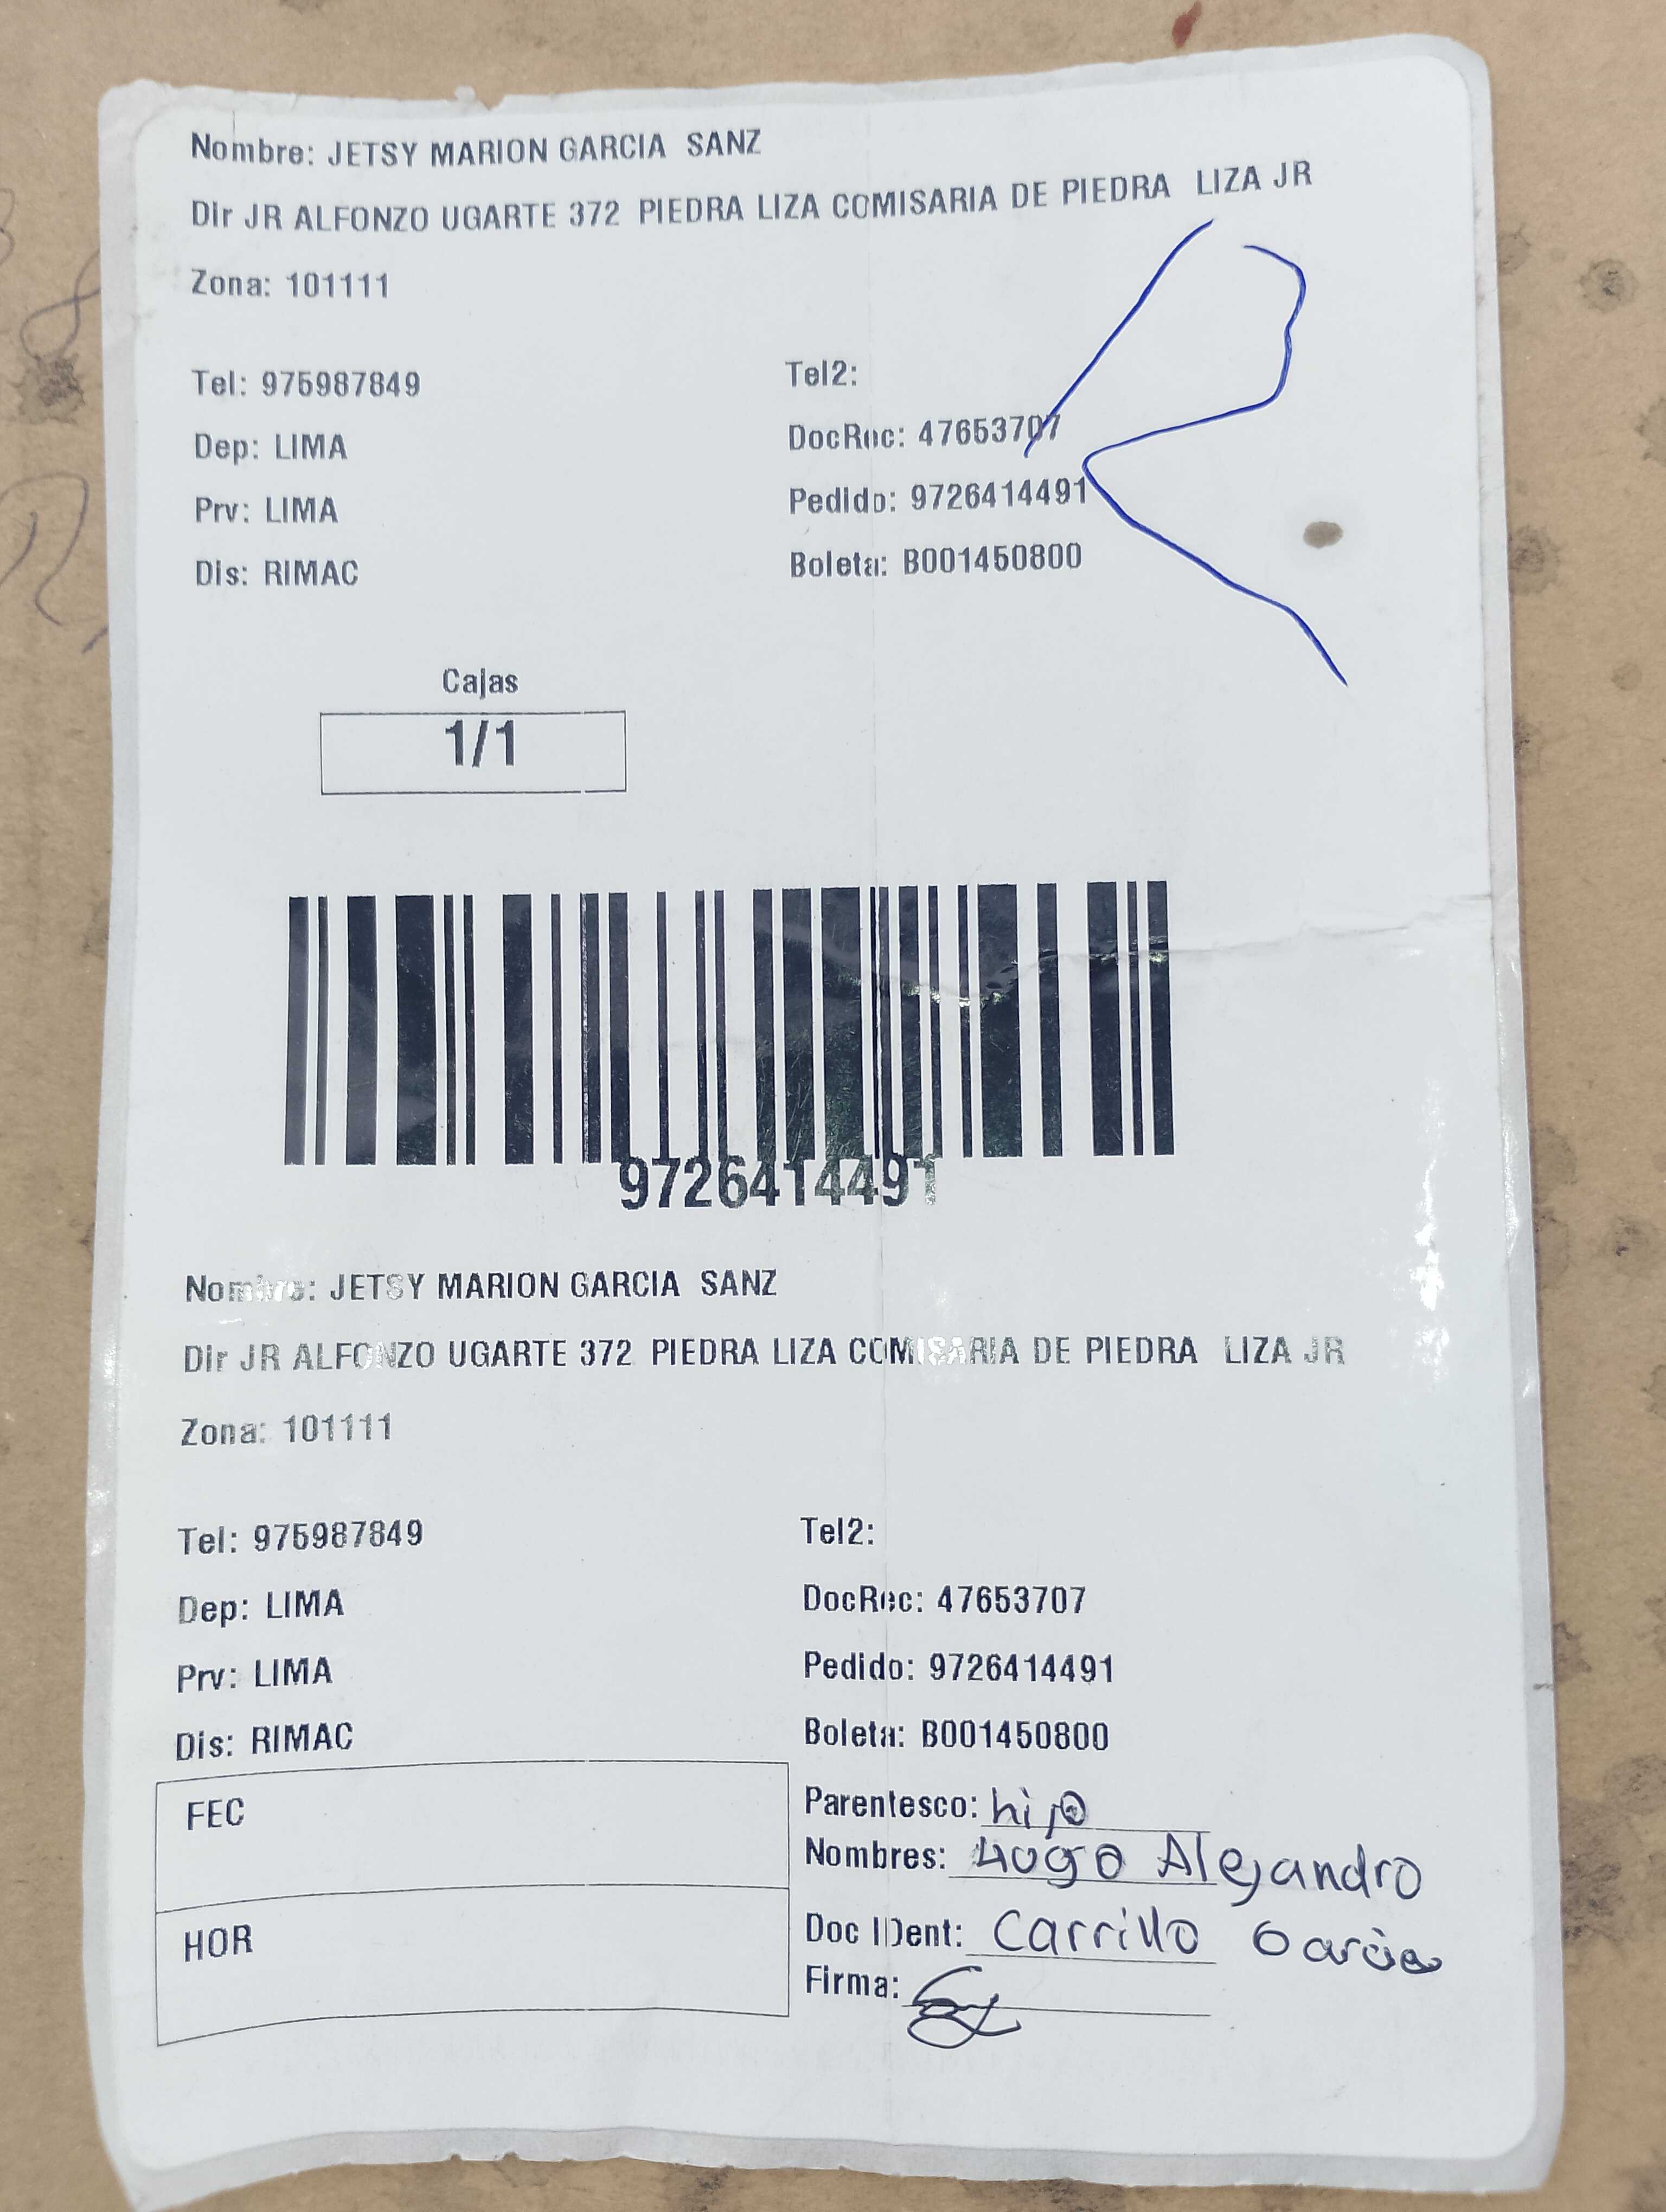 Nombre: JETSY MARION GARCIA SANZ
Dir JR ALFONZO UGARTE 372 PIEDRA LIZA COMISARIA DE PIEDRA LIZA JR
Zona: 101111
Tel: 975987849
Tel2:
Dep: LIMA
DocRec: 47653707
Prv: LIMA
Pedido: 9726414491
Dis: RIMAC
Boleta: B001450800
Cajas
1/1
9726414491
Nombre: JETSY MARION GARCIA SANZ
Dir JR ALFONZO UGARTE 372 PIEDRA LIZA COMISARIA DE PIEDRA LIZA JR
Zona: 101111
Tel: 975987849
Tel2:
Dep: LIMA
DocRec: 47653707
Prv: LIMA
Pedido: 9726414491
Dis: RIMAC
Boleta: B001450800
FEC
HOR
Parentesco: hijo
Nombres: Hugo Alejandro
Doc IDent: Carrillo Garcia
Firma: